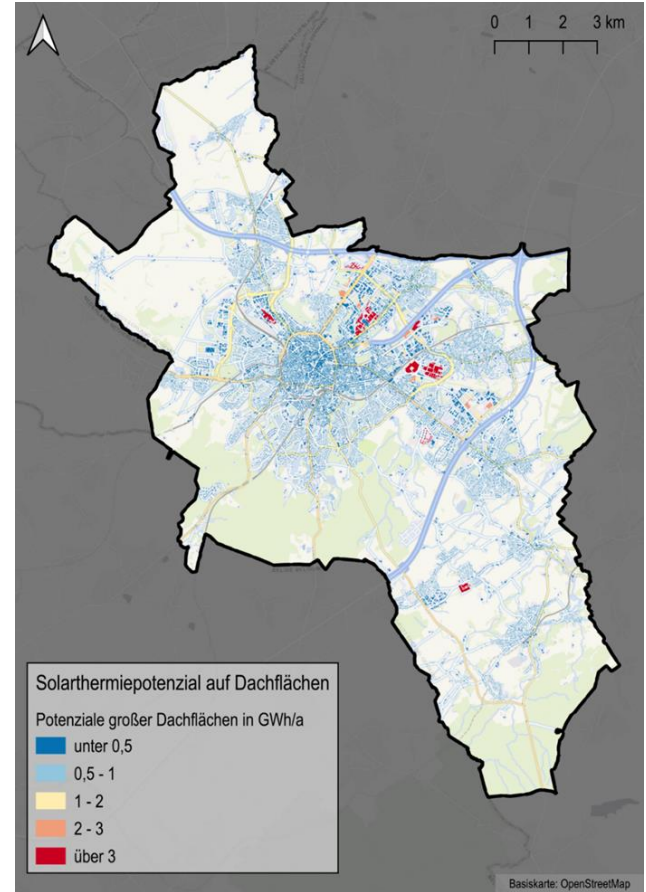 0 1 2 3 km
Solarthermiepotenzial auf Dachflächen
Potenziale großer Dachflächen in GWh/a
unter 0,5
0,5 - 1
1 - 2
2 - 3
über 3
Basiskarte: OpenStreetMap